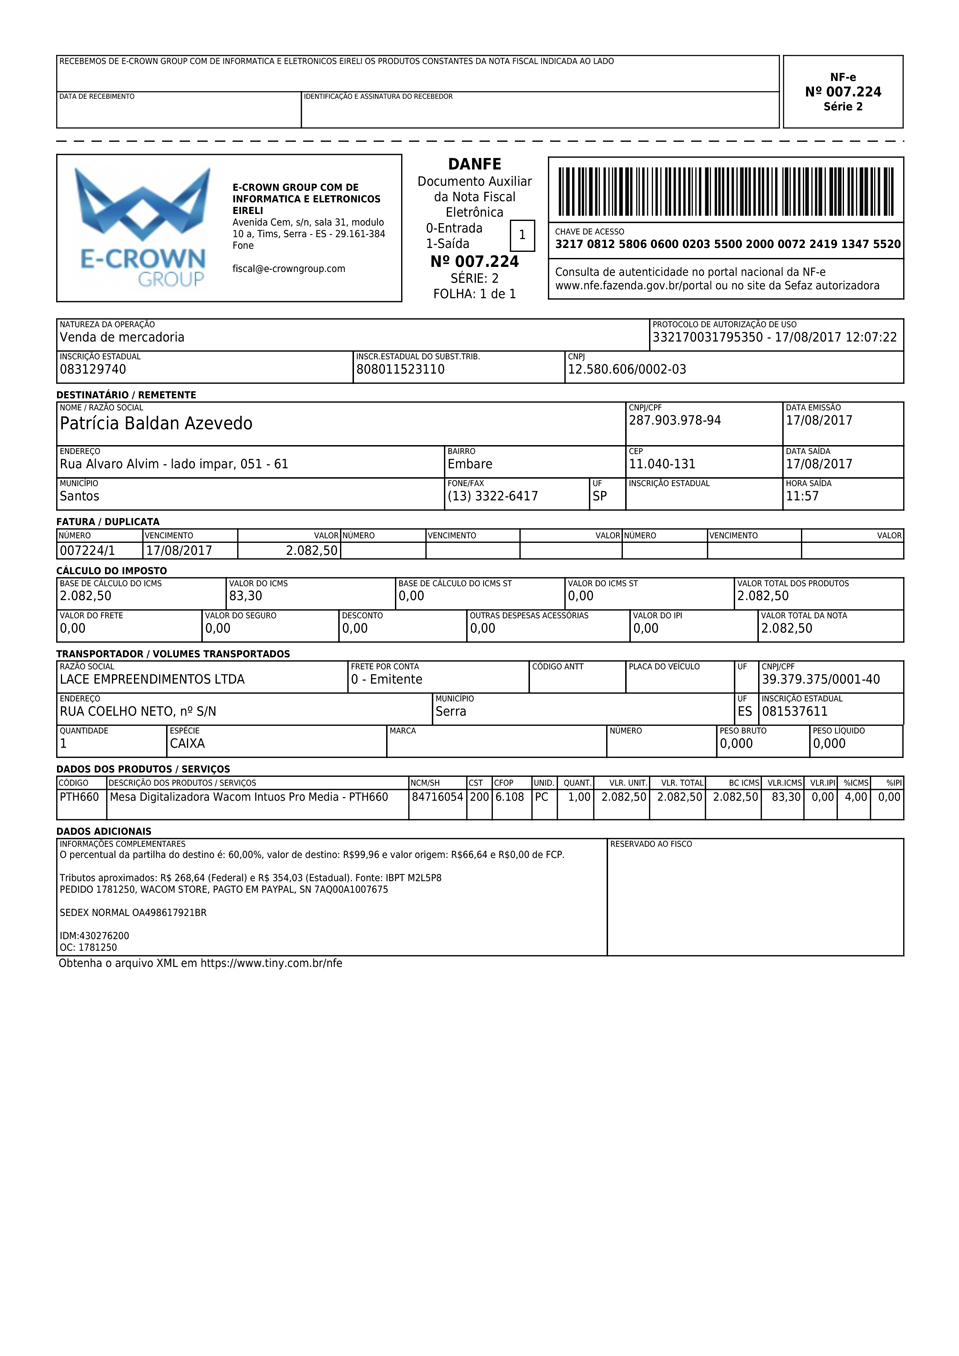 RECEBEMOS DE E-CROWN GROUP COM DE INFORMATICA E ELETRONICOS EIRELI OS PRODUTOS CONSTANTES DA NOTA FISCAL INDICADA AO LADO
DATA DE RECEBIMENTO IDENTIFICAÇÃO E ASSINATURA DO RECEBEDOR
NF-e
Nº 007.224
Série 2
E-CROWN
GROUP
E-CROWN GROUP COM DE
INFORMATICA E ELETRONICOS
EIRELI
Avenida Cem, s/n, sala 31, modulo
10 a, Tims, Serra - ES - 29.161-384
Fone
fiscal@e-crowngroup.com
DANFE
Documento Auxiliar
da Nota Fiscal
Eletrônica
0-Entrada
1-Saída
1
Nº 007.224
SÉRIE: 2
FOLHA: 1 de 1
CHAVE DE ACESSO
3217 0812 5806 0600 0203 5500 2000 0072 2419 1347 5520
Consulta de autenticidade no portal nacional da NF-e
www.nfe.fazenda.gov.br/portal ou no site da Sefaz autorizadora
NATUREZA DA OPERAÇÃO PROTOCOLO DE AUTORIZAÇÃO DE USO
Venda de mercadoria 332170031795350 - 17/08/2017 12:07:22
INSCRIÇÃO ESTADUAL INSCR.ESTADUAL DO SUBST.TRIB. CNPJ
083129740 808011523110 12.580.606/0002-03
DESTINATÁRIO / REMETENTE
NOME / RAZÃO SOCIAL CNPJ/CPF DATA EMISSÃO
Patrícia Baldan Azevedo 287.903.978-94 17/08/2017
ENDEREÇO BAIRRO CEP DATA SAÍDA
Rua Alvaro Alvim - lado impar, 051 - 61 Embare 11.040-131 17/08/2017
MUNICÍPIO FONE/FAX UF INSCRIÇÃO ESTADUAL HORA SAÍDA
Santos (13) 3322-6417 SP 11:57
FATURA / DUPLICATA
NÚMERO VENCIMENTO VALOR NÚMERO VENCIMENTO VALOR NÚMERO VENCIMENTO VALOR
007224/1 17/08/2017 2.082,50
CÁLCULO DO IMPOSTO
BASE DE CÁLCULO DO ICMS VALOR DO ICMS BASE DE CÁLCULO DO ICMS ST VALOR DO ICMS ST VALOR TOTAL DOS PRODUTOS
2.082,50 83,30 0,00 0,00 2.082,50
VALOR DO FRETE VALOR DO SEGURO DESCONTO OUTRAS DESPESAS ACESSÓRIAS VALOR DO IPI VALOR TOTAL DA NOTA
0,00 0,00 0,00 0,00 0,00 2.082,50
TRANSPORTADOR / VOLUMES TRANSPORTADOS
RAZÃO SOCIAL FRETE POR CONTA CÓDIGO ANTT PLACA DO VEÍCULO UF CNPJ/CPF
LACE EMPREENDIMENTOS LTDA 0 - Emitente 39.379.375/0001-40
ENDEREÇO MUNICÍPIO UF INSCRIÇÃO ESTADUAL
RUA COELHO NETO, nº S/N Serra ES 081537611
QUANTIDADE ESPÉCIE MARCA NÚMERO PESO BRUTO PESO LÍQUIDO
1 CAIXA 0,000 0,000
DADOS DOS PRODUTOS / SERVIÇOS
CÓDIGO DESCRIÇÃO DOS PRODUTOS / SERVIÇOS NCM/SH CST CFOP UNID. QUANT. VLR. UNIT. VLR. TOTAL BC ICMS VLR.ICMS VLR.IPI %ICMS %IPI
PTH660 Mesa Digitalizadora Wacom Intuos Pro Media - PTH660 84716054 200 6.108 PC 1,00 2.082,50 2.082,50 2.082,50 83,30 0,00 4,00 0,00
DADOS ADICIONAIS
INFORMAÇÕES COMPLEMENTARES RESERVADO AO FISCO
O percentual da partilha do destino é: 60,00%, valor de destino: R$99,96 e valor origem: R$66,64 e R$0,00 de FCP.
Tributos aproximados: R$ 268,64 (Federal) e R$ 354,03 (Estadual). Fonte: IBPT M2L5P8
PEDIDO 1781250, WACOM STORE, PAGTO EM PAYPAL, SN 7AQ00A1007675
SEDEX NORMAL OA498617921BR
IDM:430276200
OC: 1781250
Obtenha o arquivo XML em https://www.tiny.com.br/nfe